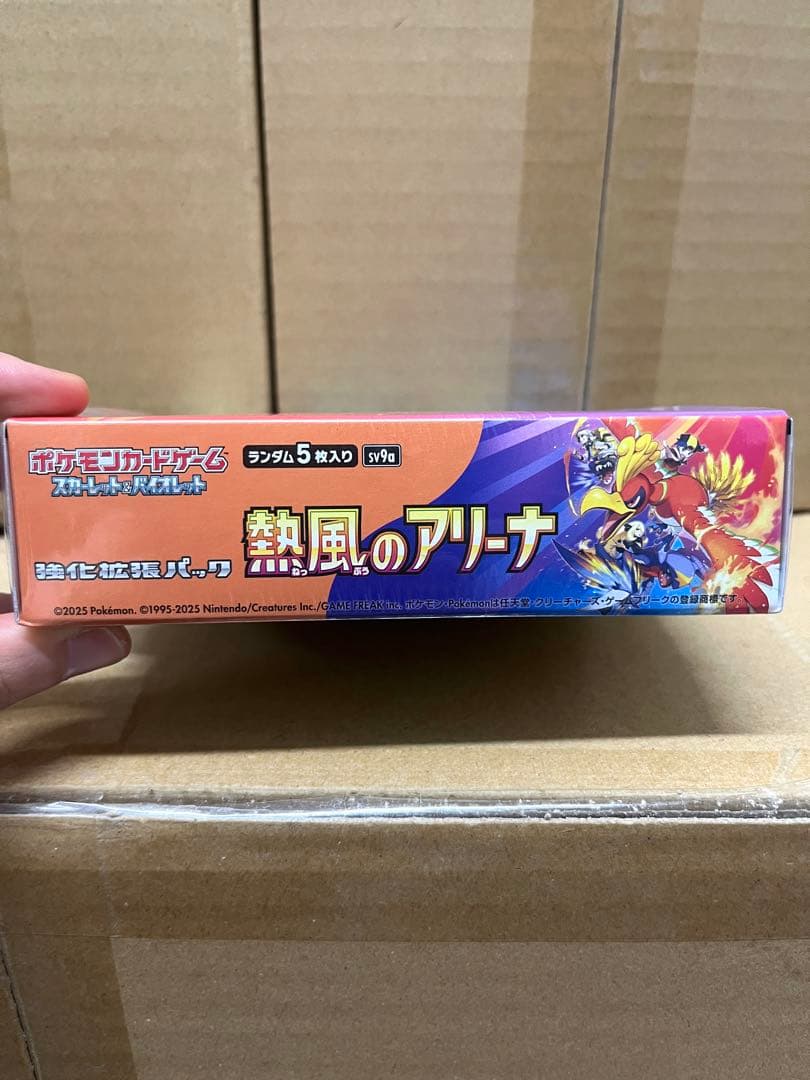 ポケモンカードゲーム
スカーレット&バイオレット
ランダム5枚入り sv9a
強化拡張パック 熱風のアリーナ
ねっ ぷう
©2025 Pokémon. ©1995-2025 Nintendo/Creatures Inc./GAME FREAK inc. ポケモン・Pokémonは任天堂・クリーチャーズ・ゲームフリークの登録商標です。